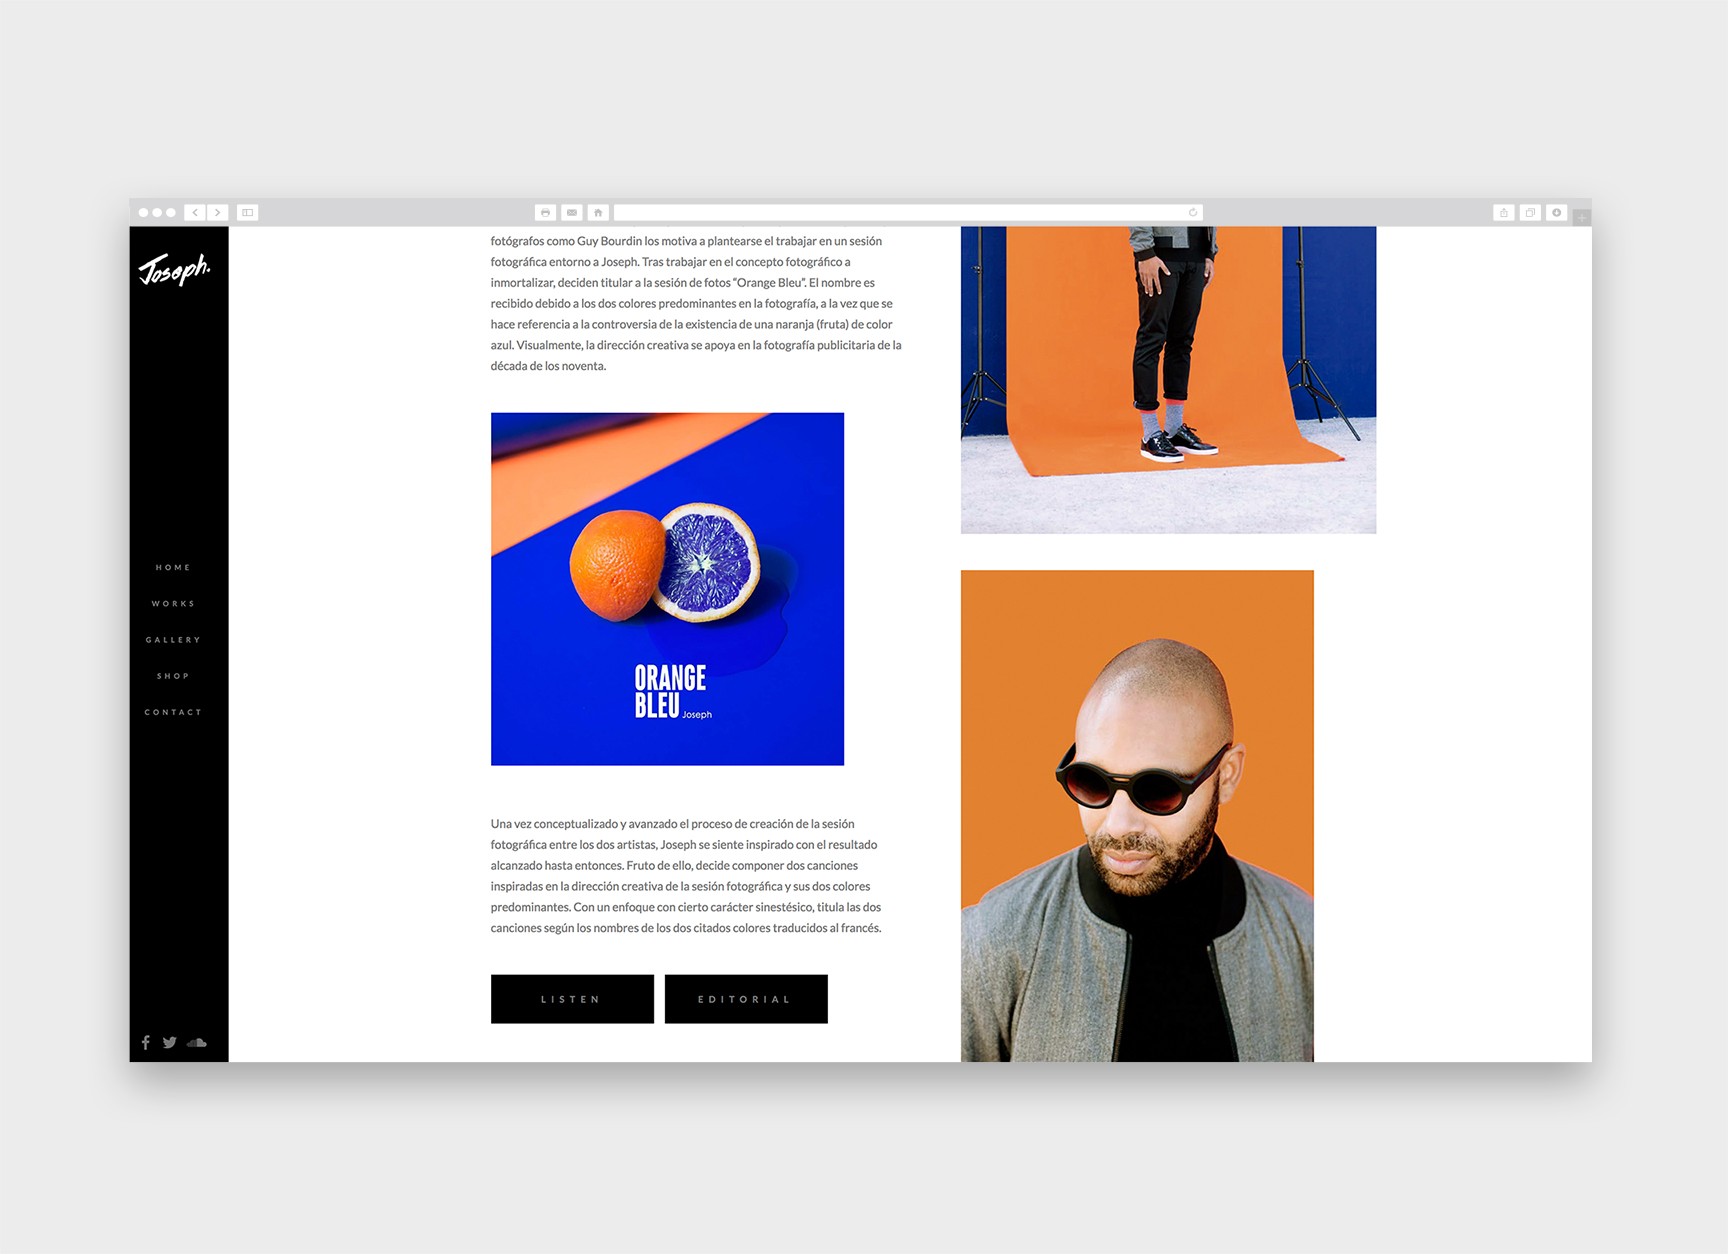 Joseph.
HOME
WORKS
GALLERY
SHOP
CONTACT
fotógrafos como Guy Bourdin los motiva a plantearse el trabajar en un sesión
fotográfica entorno a Joseph. Tras trabajar en el concepto fotográfico a
inmortalizar, deciden titular a la sesión de fotos “Orange Bleu”. El nombre es
recibido debido a los dos colores predominantes en la fotografía, a la vez que se
hace referencia a la controversia de la existencia de una naranja (fruta) de color
azul. Visualmente, la dirección creativa se apoya en la fotografía publicitaria de la
década de los noventa.
ORANGE
BLEU Joseph
Una vez conceptualizado y avanzado el proceso de creación de la sesión
fotográfica entre los dos artistas, Joseph se siente inspirado con el resultado
alcanzado hasta entonces. Fruto de ello, decide componer dos canciones
inspiradas en la dirección creativa de la sesión fotográfica y sus dos colores
predominantes. Con un enfoque con cierto carácter sinestésico, titula las dos
canciones según los nombres de los dos citados colores traducidos al francés.
LISTEN
EDITORIAL